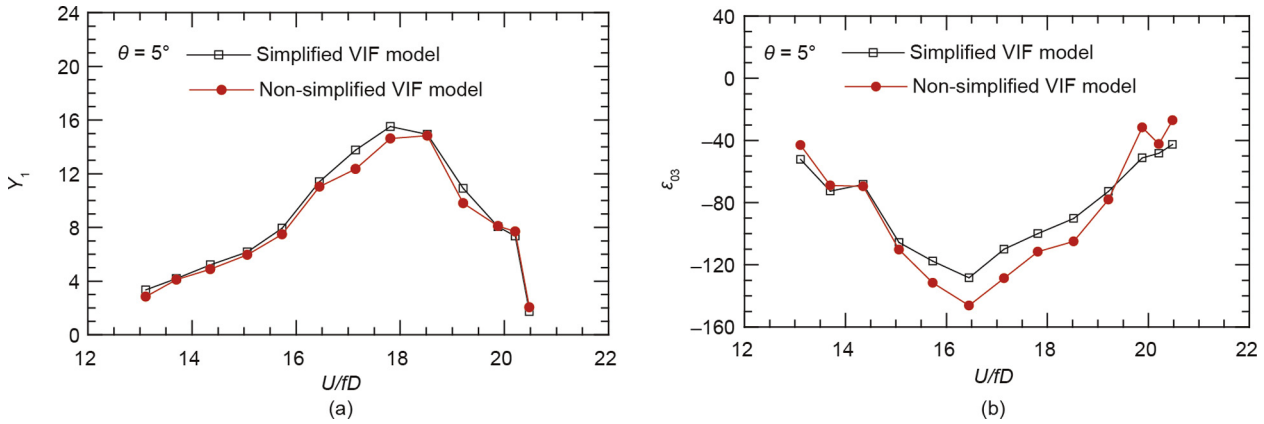 24
20
16
12
8
4
0
Y₁
θ = 5°
Simplified VIF model
Non-simplified VIF model
12 14 16 18 20 22
U/fD
(a)
40
0
−40
−80
−120
−160
ε₀₃
θ = 5°
Simplified VIF model
Non-simplified VIF model
12 14 16 18 20 22
U/fD
(b)